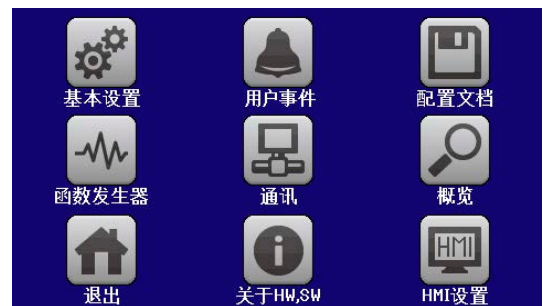 基本设置
用户事件
配置文档
函数发生器
通讯
概览
HMI
退出
关于HW,SW
HMI设置